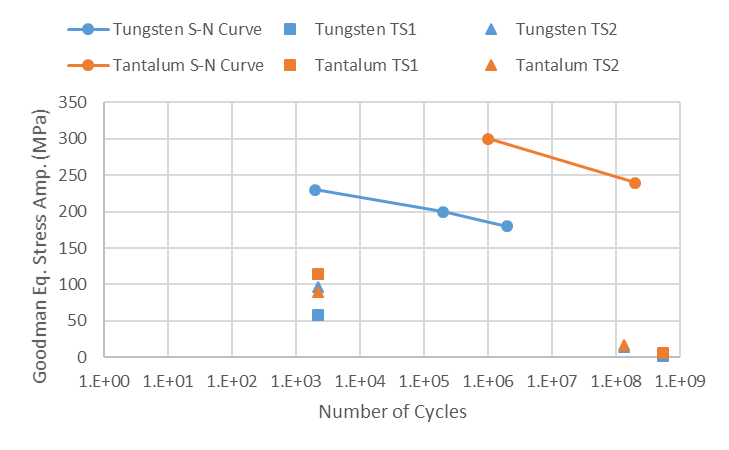 Tungsten S-N Curve Tungsten TS1 Tungsten TS2
Tantalum S-N Curve Tantalum TS1 Tantalum TS2
Goodman Eq. Stress Amp. (MPa)
350
300
250
200
150
100
50
0
1.E+00 1.E+01 1.E+02 1.E+03 1.E+04 1.E+05 1.E+06 1.E+07 1.E+08 1.E+09
Number of Cycles